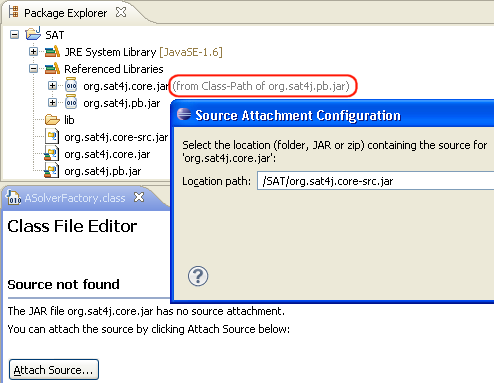 Package Explorer
SAT
JRE System Library [JavaSE-1.6]
Referenced Libraries
org.sat4j.core.jar (from Class-Path of org.sat4j.pb.jar)
org.sat4j.pb.jar
lib
org.sat4j.core-src.jar
org.sat4j.core.jar
org.sat4j.pb.jar
Source Attachment Configuration
Select the location (folder, JAR or zip) containing the source for
'org.sat4j.core.jar':
Location path: /SAT/org.sat4j.core-src.jar
ASolverFactory.class
Class File Editor
Source not found
The JAR file org.sat4j.core.jar has no source attachment.
You can attach the source by clicking Attach Source below:
Attach Source...